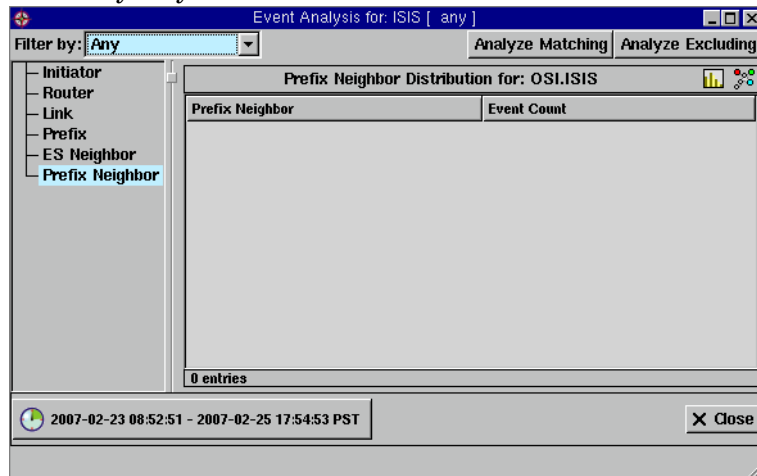 Event Analysis for: ISIS [ any ]
Filter by: Any
Analyze Matching
Analyze Excluding
Initiator
Router
Link
Prefix
ES Neighbor
Prefix Neighbor
Prefix Neighbor Distribution for: OSI.ISIS
Prefix Neighbor
Event Count
0 entries
2007-02-23 08:52:51 - 2007-02-25 17:54:53 PST
Close